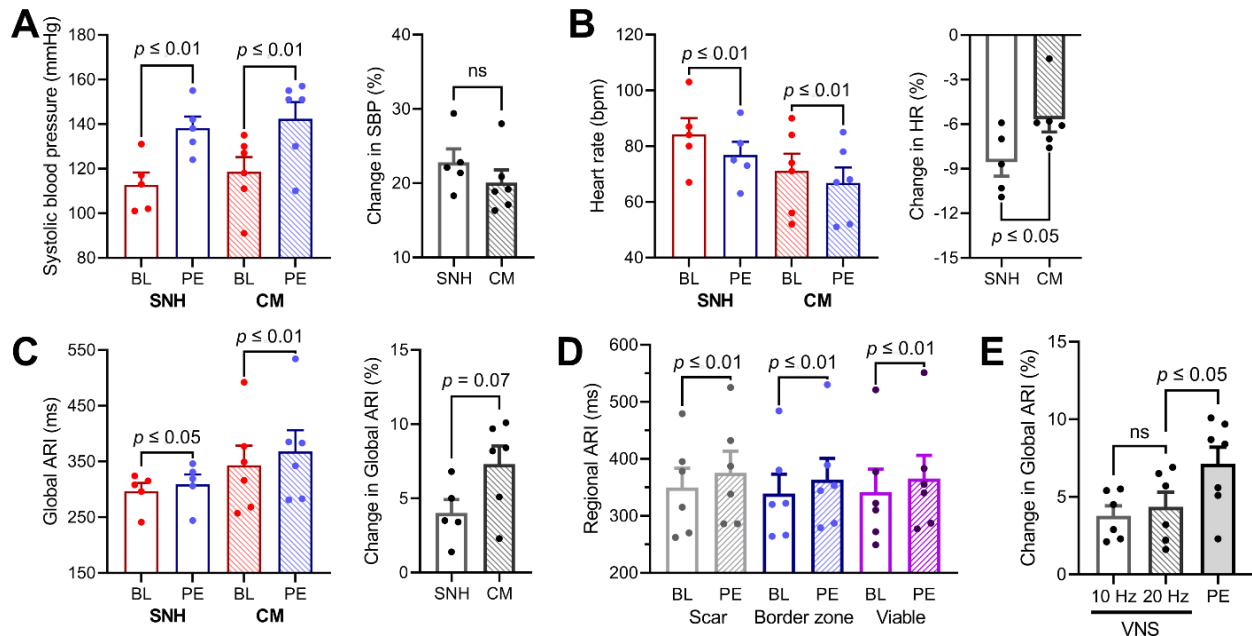 A
Systolic blood pressure (mmHg)
180
160
140
120
100
80
p ≤ 0.01
p ≤ 0.01
BL
PE
BL
PE
SNH
CM
Change in SBP (%)
40
30
20
10
ns
SNH
CM
B
Heart rate (bpm)
120
100
80
60
40
p ≤ 0.01
p ≤ 0.01
BL
PE
BL
PE
SNH
CM
Change in HR (%)
0
-3
-6
-9
-12
-15
p ≤ 0.05
SNH
CM
C
Global ARI (ms)
550
450
350
250
150
p ≤ 0.05
p ≤ 0.01
BL
PE
BL
PE
SNH
CM
Change in Global ARI (%)
15
10
5
0
p = 0.07
SNH
CM
D
Regional ARI (ms)
600
500
400
300
200
p ≤ 0.01
p ≤ 0.01
p ≤ 0.01
BL
PE
BL
PE
BL
PE
Scar
Border zone
Viable
E
Change in Global ARI (%)
15
10
5
0
ns
p ≤ 0.05
10 Hz
20 Hz
PE
VNS